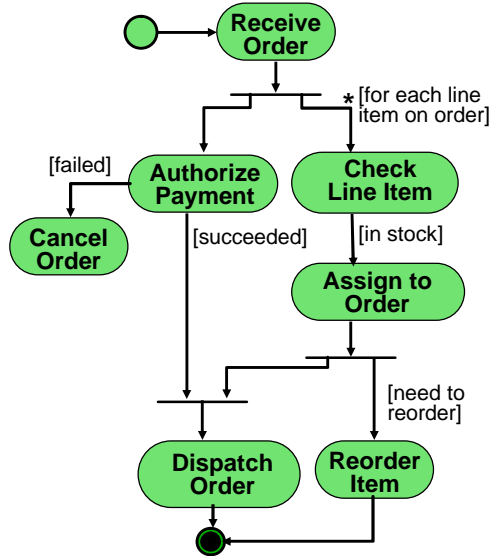 Receive
Order
*
[for each line
item on order]
[failed]
Authorize
Payment
Check
Line Item
Cancel
Order
[succeeded]
[in stock]
Assign to
Order
[need to
reorder]
Dispatch
Order
Reorder
Item